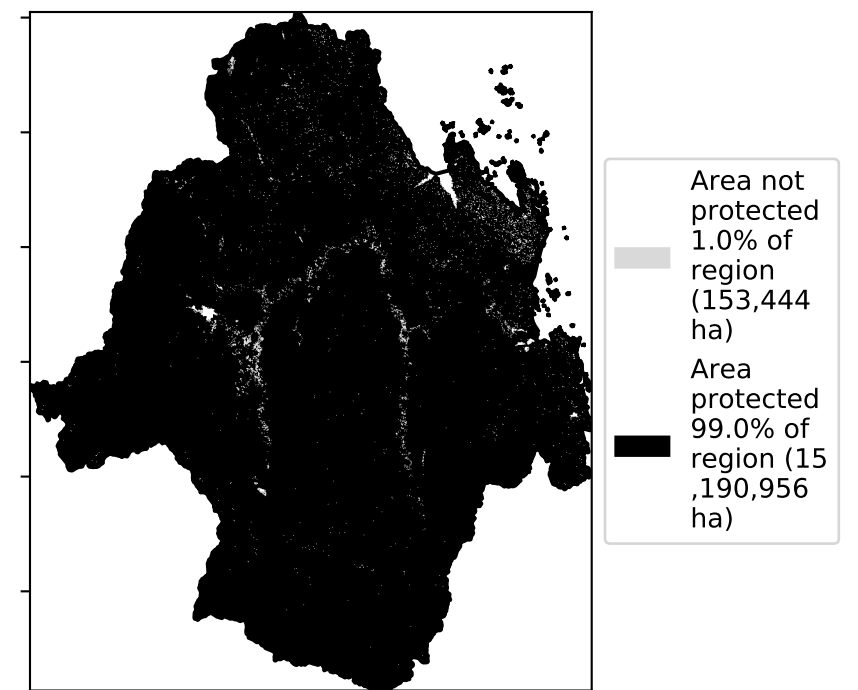 Area not
protected
1.0% of
region
(153,444
ha)
Area
protected
99.0% of
region (15
,190,956
ha)